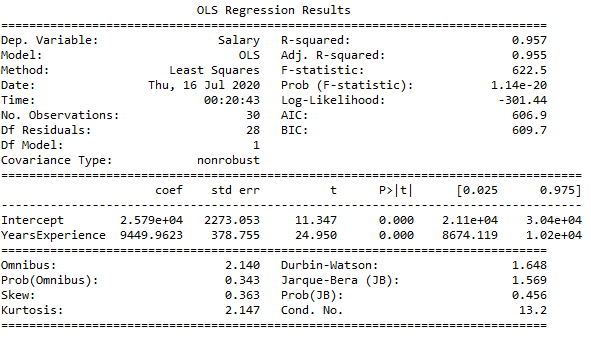 OLS Regression Results
==============================================================================
Dep. Variable:                 Salary   R-squared:                       0.957
Model:                            OLS   Adj. R-squared:                  0.955
Method:                 Least Squares   F-statistic:                     622.5
Date:                Thu, 16 Jul 2020   Prob (F-statistic):           1.14e-20
Time:                        00:20:43   Log-Likelihood:                -301.44
No. Observations:                  30   AIC:                             606.9
Df Residuals:                      28   BIC:                             609.7
Df Model:                           1
Covariance Type:            nonrobust
===================================================================================
                      coef    std err          t      P>|t|      [0.025      0.975]
-----------------------------------------------------------------------------------
Intercept        2.579e+04   2273.053     11.347      0.000    2.11e+04    3.04e+04
YearsExperience  9449.9623    378.755     24.950      0.000    8674.119    1.02e+04
==============================================================================
Omnibus:                        2.140   Durbin-Watson:                   1.648
Prob(Omnibus):                  0.343   Jarque-Bera (JB):                1.569
Skew:                           0.363   Prob(JB):                        0.456
Kurtosis:                       2.147   Cond. No.                         13.2
==============================================================================